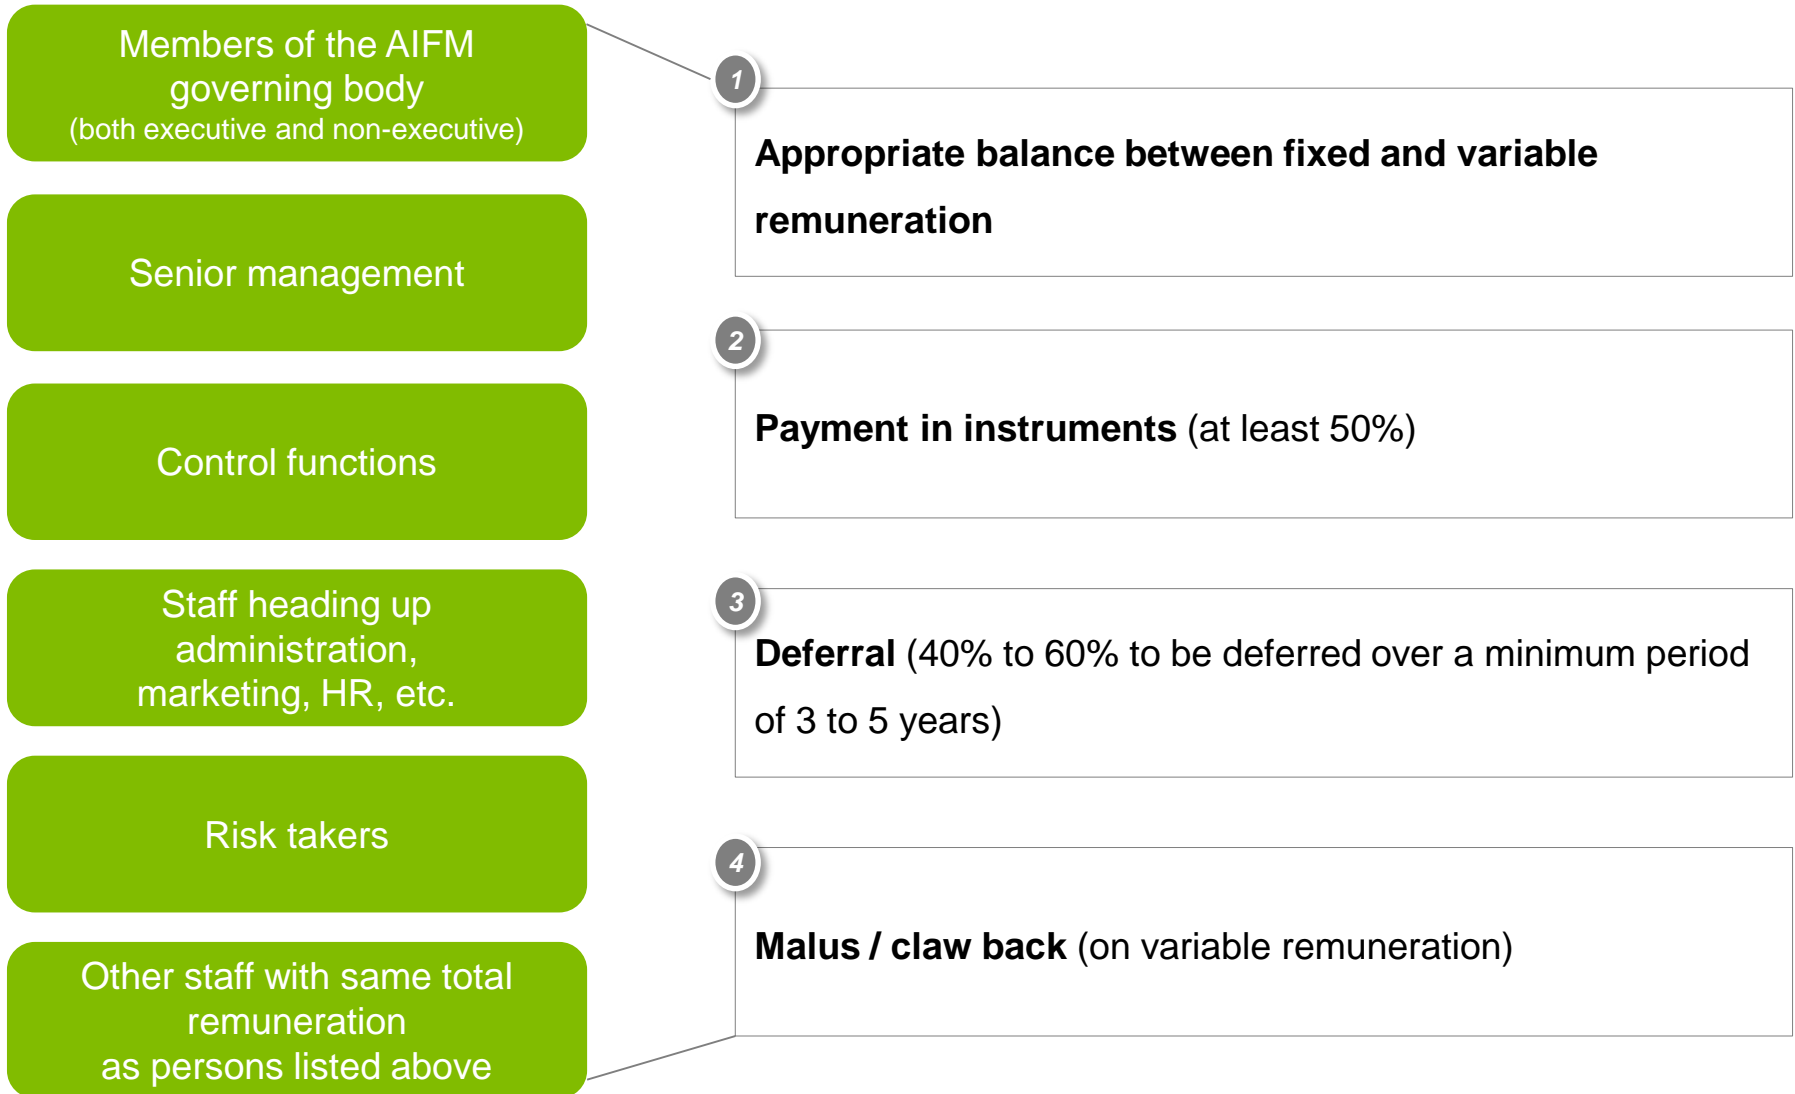 Members of the AIFM
governing body
(both executive and non-executive)
Senior management
Control functions
Staff heading up
administration,
marketing, HR, etc.
Risk takers
Other staff with same total
remuneration
as persons listed above
1
Appropriate balance between fixed and variable
remuneration
2
Payment in instruments (at least 50%)
3
Deferral (40% to 60% to be deferred over a minimum period
of 3 to 5 years)
4
Malus / claw back (on variable remuneration)